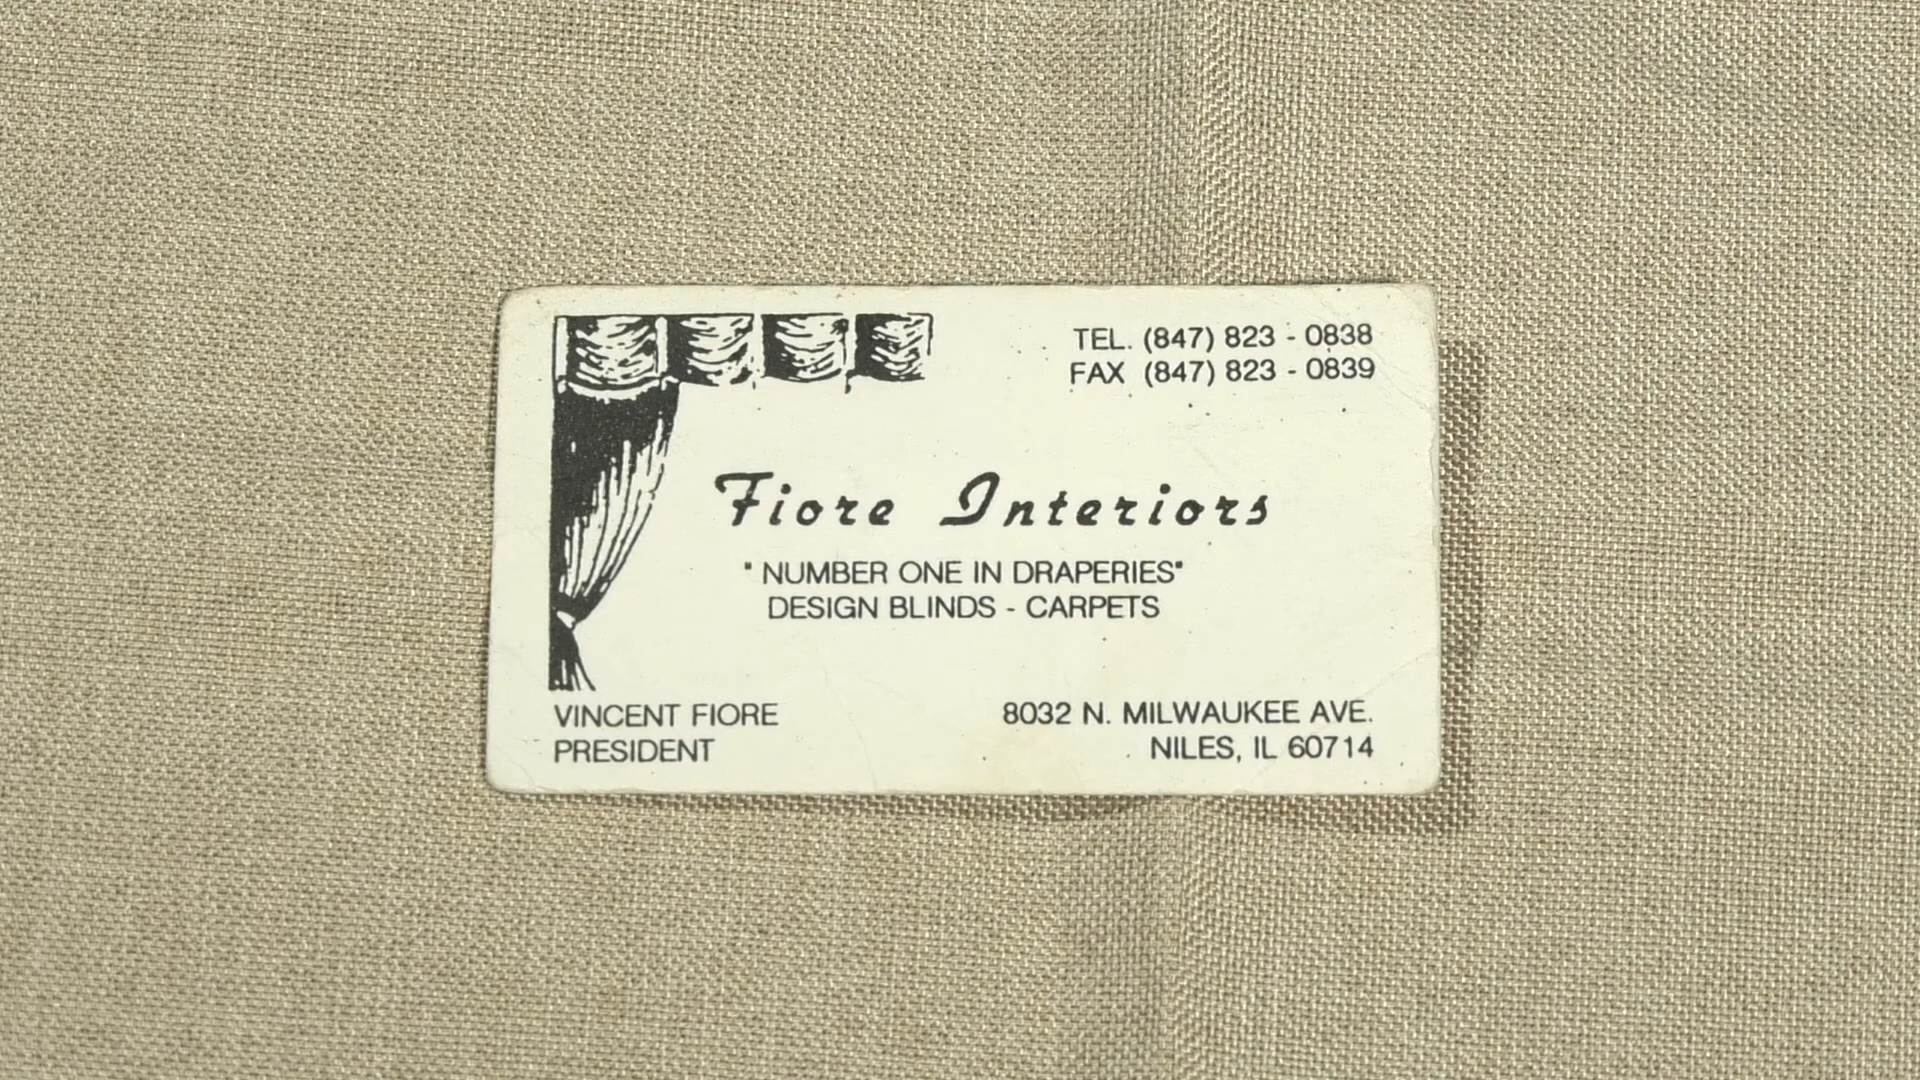 TEL. (847) 823 - 0838
FAX (847) 823 - 0839
Fiore Interiors
"NUMBER ONE IN DRAPERIES"
DESIGN BLINDS - CARPETS
VINCENT FIORE
PRESIDENT
8032 N. MILWAUKEE AVE.
NILES, IL 60714